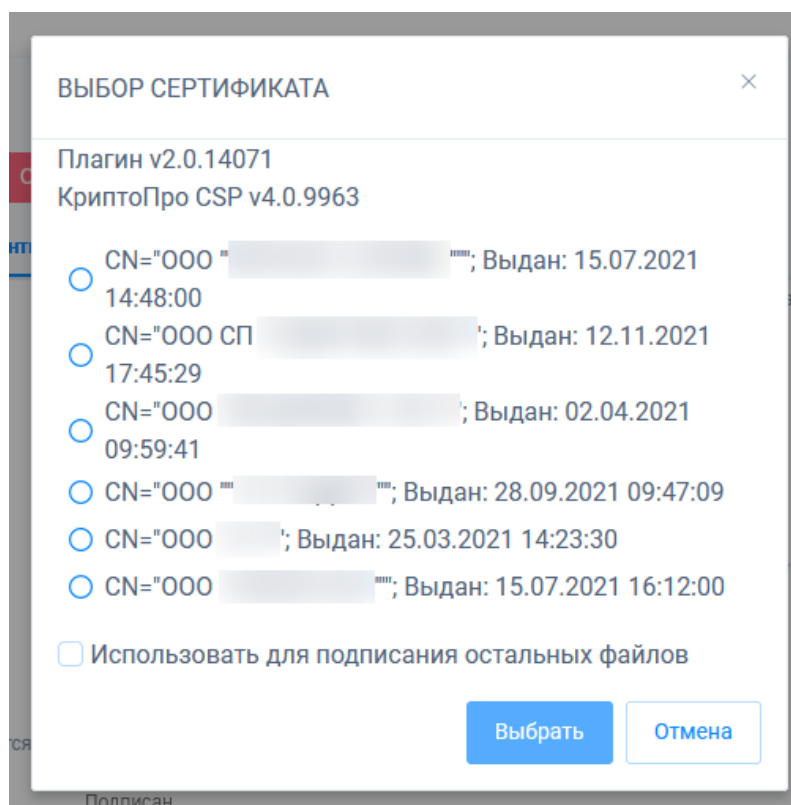 ВЫБОР СЕРТИФИКАТА
Плагин v2.0.14071
КриптоПро CSP v4.0.9963
CN="ООО " """; Выдан: 15.07.2021
14:48:00
CN="ООО СП '; Выдан: 12.11.2021
17:45:29
CN="ООО '; Выдан: 02.04.2021
09:59:41
CN="ООО "" ""; Выдан: 28.09.2021 09:47:09
CN="ООО '; Выдан: 25.03.2021 14:23:30
CN="ООО """; Выдан: 15.07.2021 16:12:00
Использовать для подписания остальных файлов
Выбрать Отмена
Подписан